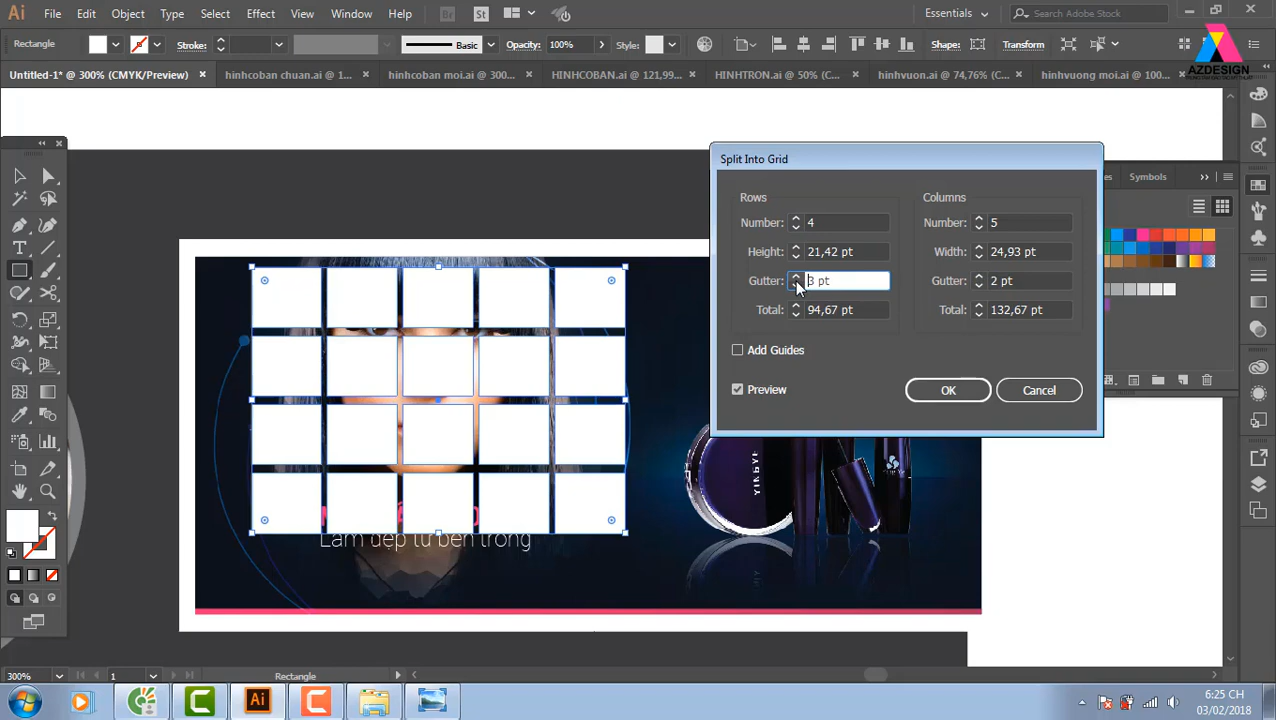 Ai File Edit Object Type Select Effect View Window Help Br St Essentials Search Adobe Stock
Rectangle Stroke: Basic Opacity: 100% Style: Shape: Transform
Untitled-1* @ 300% (CMYK/Preview) × hinhcoban chuan.ai @ 1... × hinhcoban moi.ai @ 300... × HINHCOBAN.ai @ 121,99... × HINHTRON.ai @ 50% (C... × hinhvuon.ai @ 74,76% (... × hinhvuong moi.ai @ 100... ×
AZDESIGN
Split Into Grid
Symbols
Rows Columns
Number: 4 Number: 5
Height: 21,42 pt Width: 24,93 pt
Gutter: 3 pt Gutter: 2 pt
Total: 94,67 pt Total: 132,67 pt
Add Guides
Preview OK Cancel
YINGYE
Làm đẹp từ bên trong
300% 1 Rectangle
Ai
6:25 CH
03/02/2018